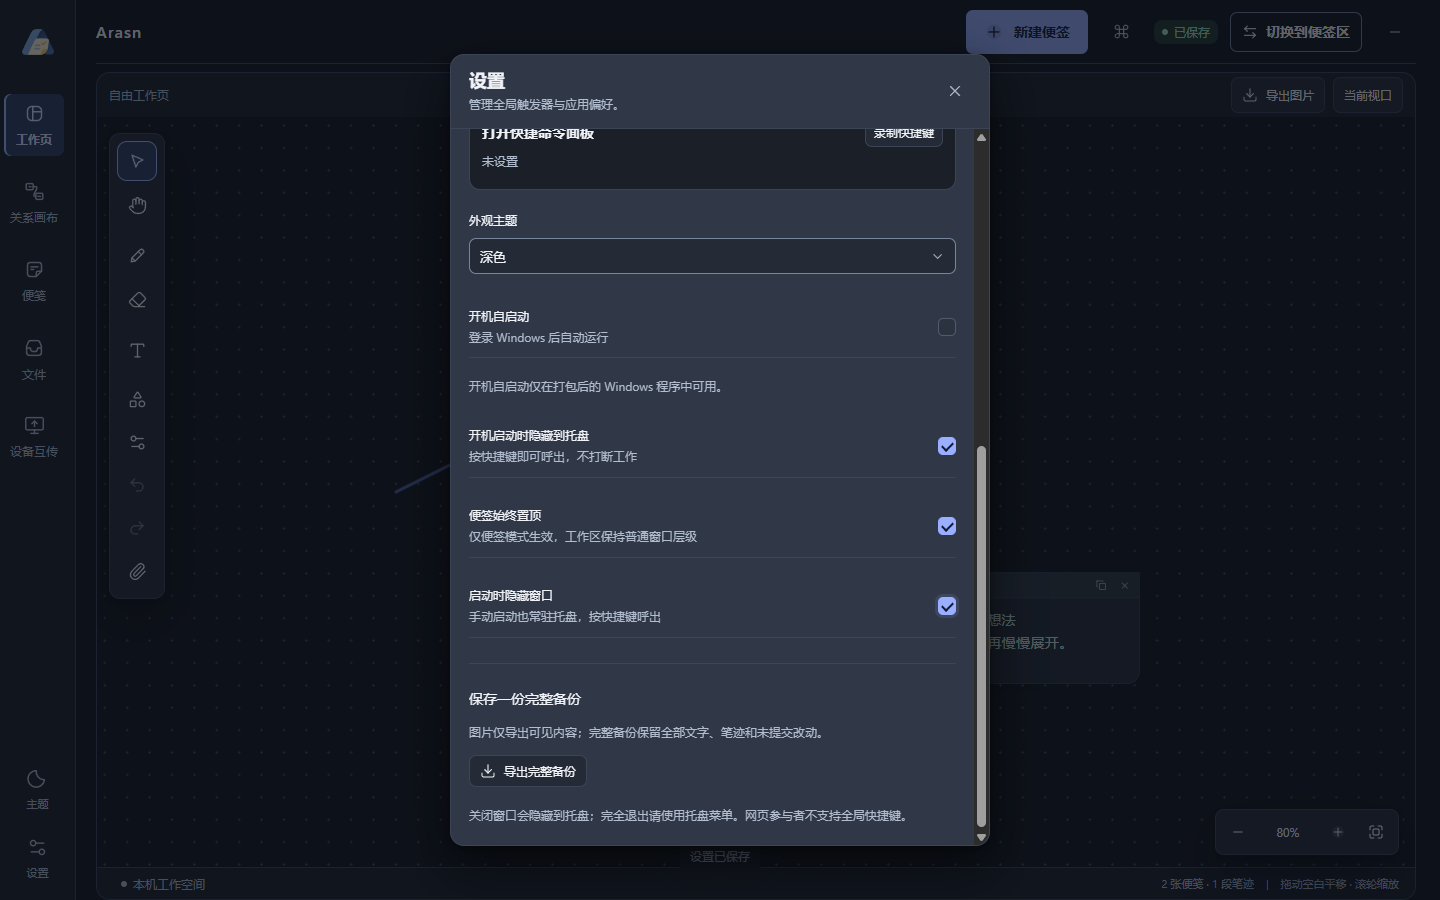 Arasn
新建便签
已保存
切换到便签区
工作页
关系画布
便笺
文件
设备互传
主题
设置
自由工作页
导出图片
当前视口
设置
管理全局触发器与应用偏好。
打开快捷命令面板
录制快捷键
未设置
外观主题
深色
开机自启动
登录 Windows 后自动运行
开机自启动仅在打包后的 Windows 程序中可用。
开机启动时隐藏到托盘
按快捷键即可呼出，不打断工作
便签始终置顶
仅便签模式生效，工作区保持普通窗口层级
启动时隐藏窗口
手动启动也常驻托盘，按快捷键呼出
保存一份完整备份
图片仅导出可见内容；完整备份保留全部文字、笔迹和未提交改动。
导出完整备份
关闭窗口会隐藏到托盘；完全退出请使用托盘菜单。网页参与者不支持全局快捷键。
想法
再慢慢展开。
80%
设置已保存
本机工作空间
2 张便笺 · 1 段笔迹 | 拖动空白平移 · 滚轮缩放